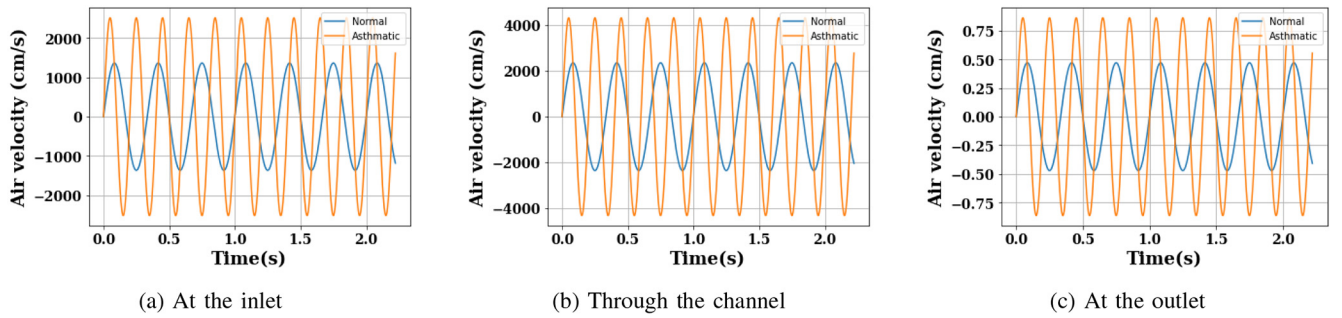 Air velocity (cm/s)
2000
1000
0
−1000
−2000
Normal
Asthmatic
0.0 0.5 1.0 1.5 2.0
Time(s)
(a) At the inlet
Air velocity (cm/s)
4000
2000
0
−2000
−4000
Normal
Asthmatic
0.0 0.5 1.0 1.5 2.0
Time(s)
(b) Through the channel
Air velocity (cm/s)
0.75
0.50
0.25
0.00
−0.25
−0.50
−0.75
Normal
Asthmatic
0.0 0.5 1.0 1.5 2.0
Time(s)
(c) At the outlet